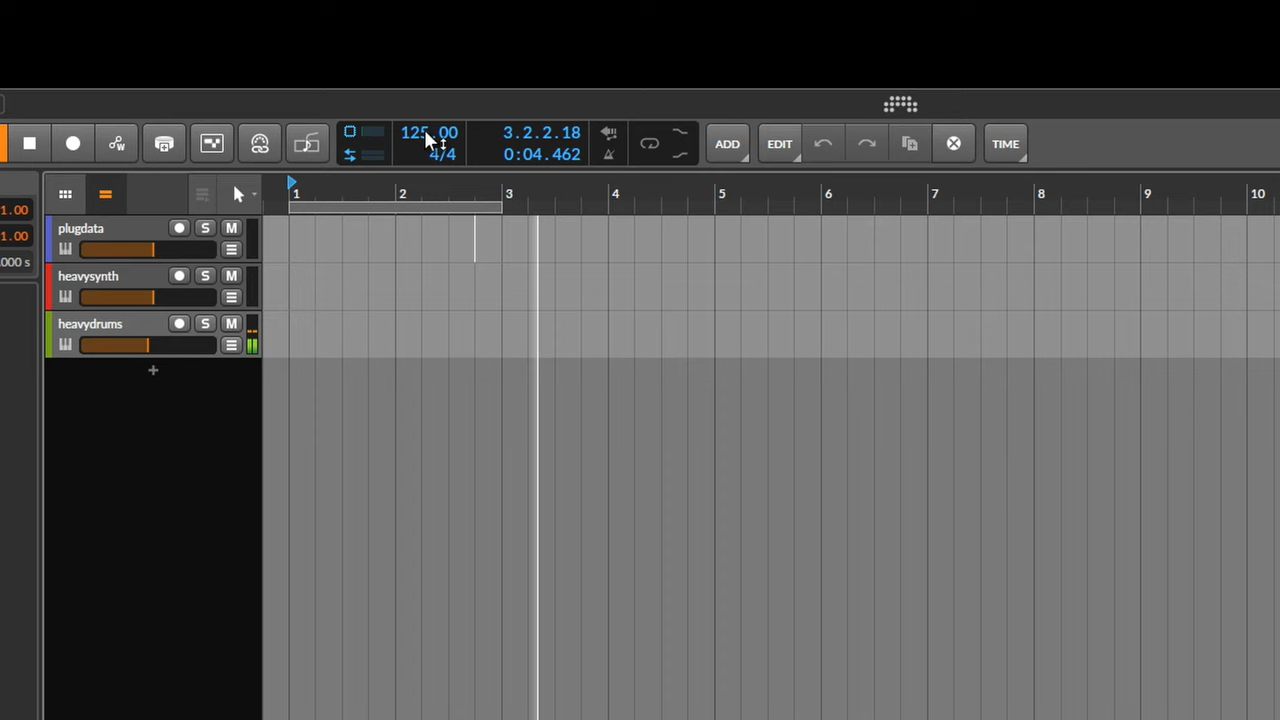 125.00 3.2.2.18
4/4 0:04.462
ADD EDIT TIME
1 2 3 4 5 6 7 8 9 10
1.00
1.00
000 s
plugdata S M
heavysynth S M
heavydrums S M